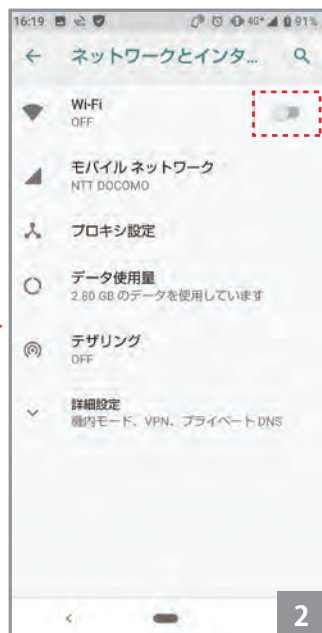 16:19 4G+ 91%
ネットワークとインタ...
Wi-Fi
OFF
モバイル ネットワーク
NTT DOCOMO
プロキシ設定
データ使用量
2.80 GB のデータを使用しています
テザリング
OFF
詳細設定
機内モード、VPN、プライベート DNS
2